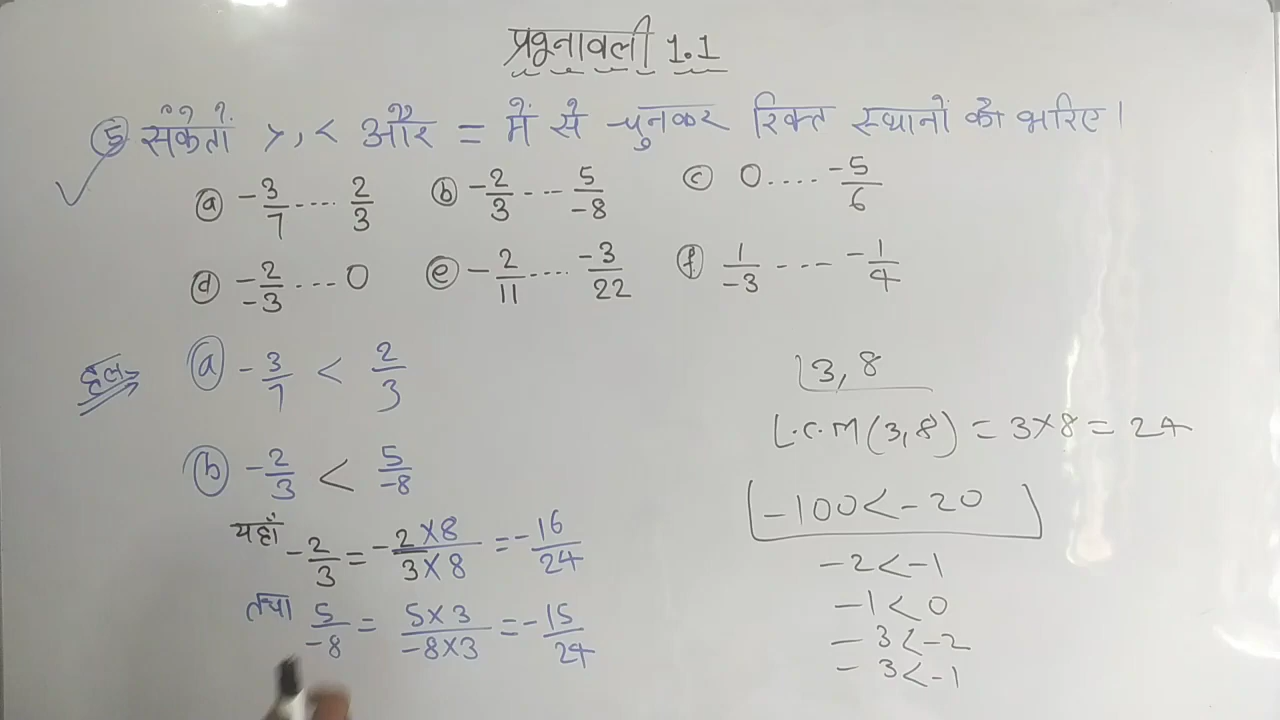 प्रश्नावली 1.1
⑤ संकेतों >, < और = में से चुनकर रिक्त स्थानों को भरिए।
ⓐ -3/7 .... 2/3 ⓑ -2/3 .... 5/-8 ⓒ 0 .... -5/6
ⓓ -2/-3 .... 0 ⓔ -2/11 .... -3/22 ⓕ 1/-3 .... -1/4
हल⇒
ⓐ -3/7 < 2/3
ⓑ -2/3 < 5/-8
यहाँ -2/3 = -2×8/3×8 = -16/24
तथा 5/-8 = 5×3/-8×3 = -15/24
3, 8
L.C.M (3, 8) = 3×8 = 24
-100 < -20
-2 < -1
-1 < 0
-3 < -2
-3 < -1